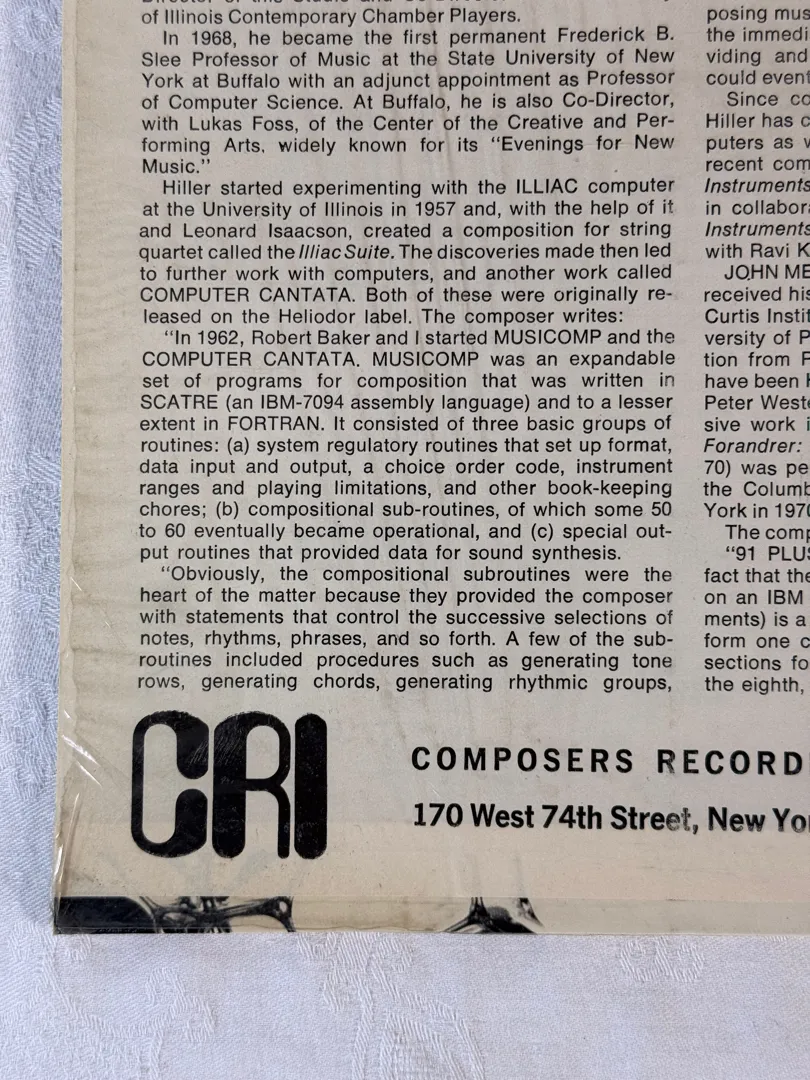 of Illinois Contemporary Chamber Players.
In 1968, he became the first permanent Frederick B.
Slee Professor of Music at the State University of New
York at Buffalo with an adjunct appointment as Professor
of Computer Science. At Buffalo, he is also Co-Director,
with Lukas Foss, of the Center of the Creative and Per-
forming Arts, widely known for its “Evenings for New
Music.”
Hiller started experimenting with the ILLIAC computer
at the University of Illinois in 1957 and, with the help of it
and Leonard Isaacson, created a composition for string
quartet called the Illiac Suite. The discoveries made then led
to further work with computers, and another work called
COMPUTER CANTATA. Both of these were originally re-
leased on the Heliodor label. The composer writes:
“In 1962, Robert Baker and I started MUSICOMP and the
COMPUTER CANTATA. MUSICOMP was an expandable
set of programs for composition that was written in
SCATRE (an IBM-7094 assembly language) and to a lesser
extent in FORTRAN. It consisted of three basic groups of
routines: (a) system regulatory routines that set up format,
data input and output, a choice order code, instrument
ranges and playing limitations, and other book-keeping
chores; (b) compositional sub-routines, of which some 50
to 60 eventually became operational, and (c) special out-
put routines that provided data for sound synthesis.
“Obviously, the compositional subroutines were the
heart of the matter because they provided the composer
with statements that control the successive selections of
notes, rhythms, phrases, and so forth. A few of the sub-
routines included procedures such as generating tone
rows, generating chords, generating rhythmic groups,
posing mus
the immedi
viding and
could event
Since co
Hiller has c
puters as w
recent com
Instruments
in collabora
Instruments
with Ravi K
JOHN ME
received his
Curtis Instit
versity of P
tion from P
have been
Peter Weste
sive work i
Forandrer:
70) was pe
the Columb
York in 1970
The comp
“91 PLUS
fact that the
on an IBM
ments) is a
form one c
sections fo
the eighth,
CRI
COMPOSERS RECORD
170 West 74th Street, New Yo